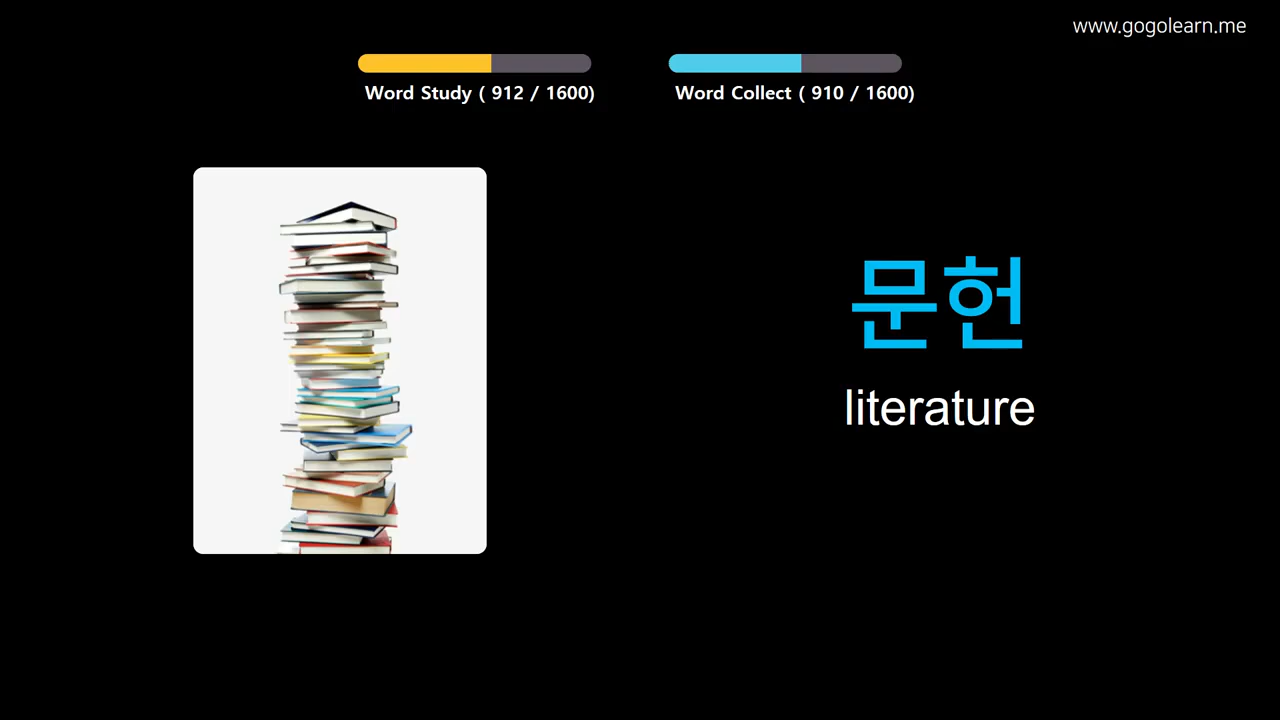 www.gogolearn.me
Word Study ( 912 / 1600)
Word Collect ( 910 / 1600)
문헌
literature